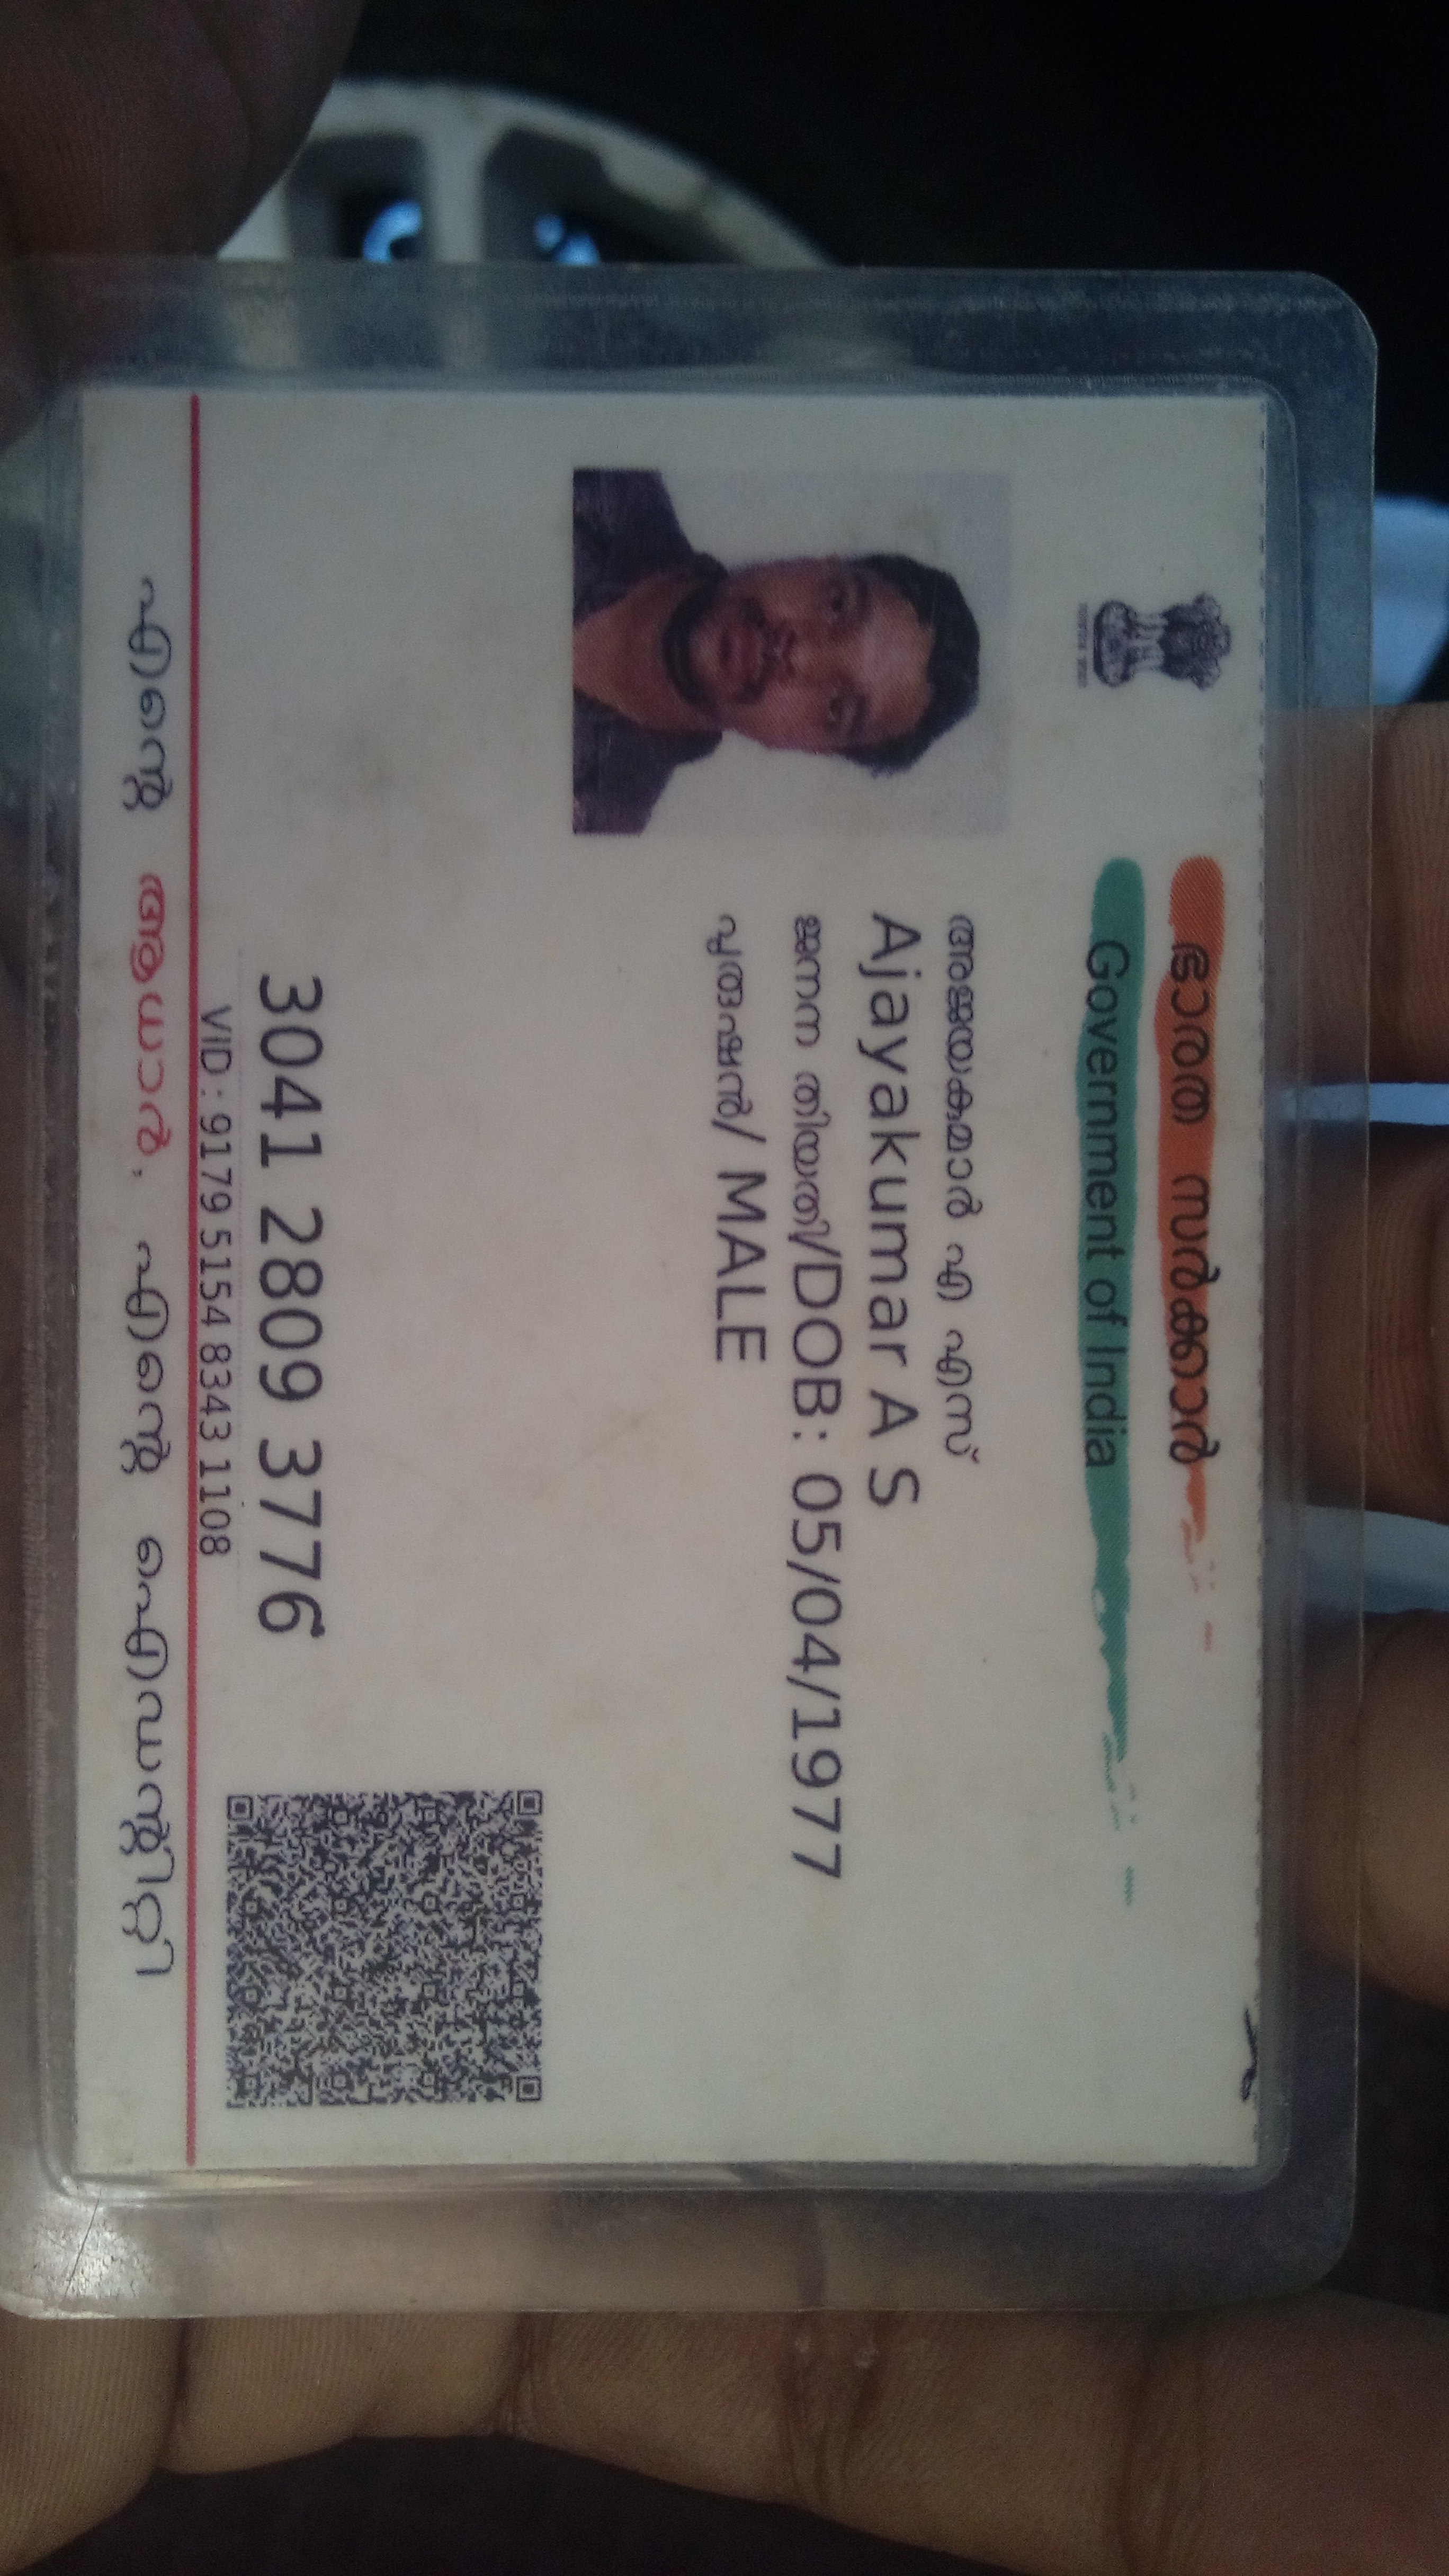 ഭാരത സർക്കാർ
Government of India
അജയകുമാർ എ എസ്
Ajayakumar A S
ജനന തിയതി/DOB: 05/04/1977
പുരുഷൻ/ MALE
3041 2809 3776
VID : 9179 5154 8343 1108
എന്റെ ആധാർ, എന്റെ ഐഡന്റിറ്റി